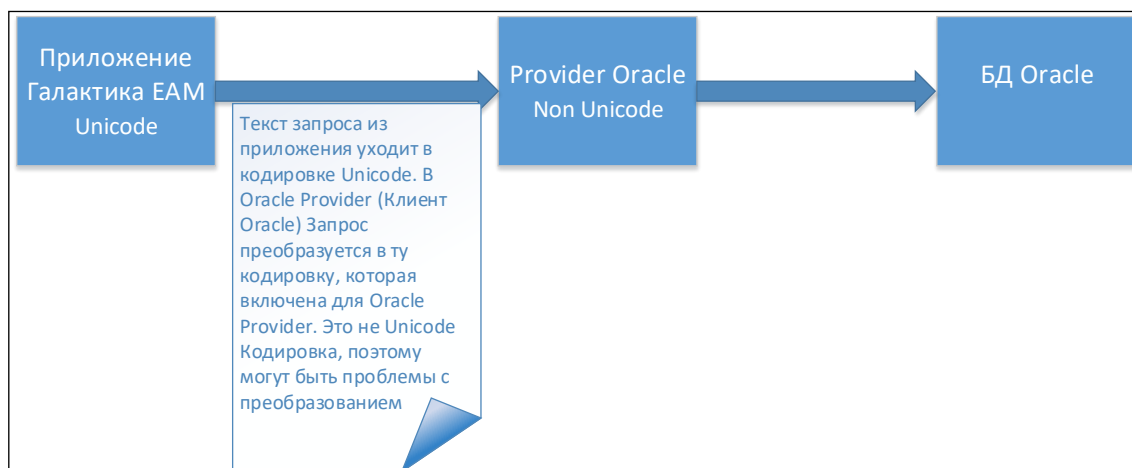 Приложение
Галактика EAM
Unicode
Provider Oracle
Non Unicode
БД Oracle
Текст запроса из
приложения уходит в
кодировке Unicode. В
Oracle Provider (Клиент
Oracle) Запрос
преобразуется в ту
кодировку, которая
включена для Oracle
Provider. Это не Unicode
Кодировка, поэтому
могут быть проблемы с
преобразованием